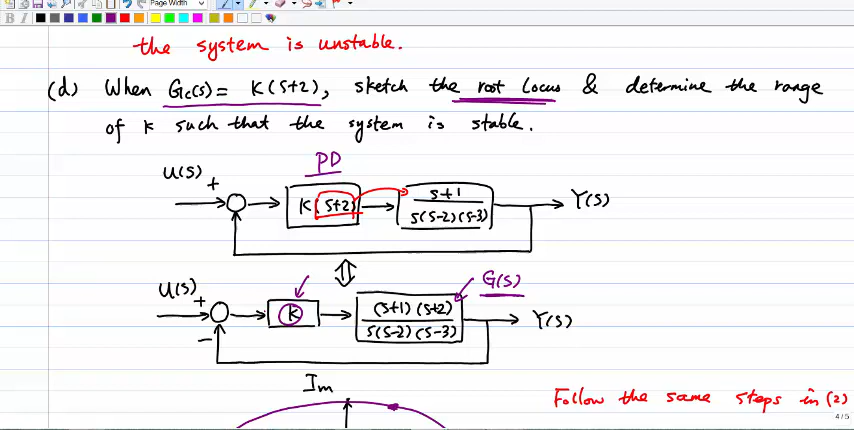 Page Width
B I
the system is unstable.
(d) When Gc(s) = K(s+2), sketch the root locus & determine the range
of K such that the system is stable.
PD
U(s) + K(s+2) s+1 / s(s-2)(s-3) Y(s)
G(s)
U(s) + − K (s+1)(s+2) / s(s-2)(s-3) Y(s)
Im
Follow the same steps in (2)
4/5